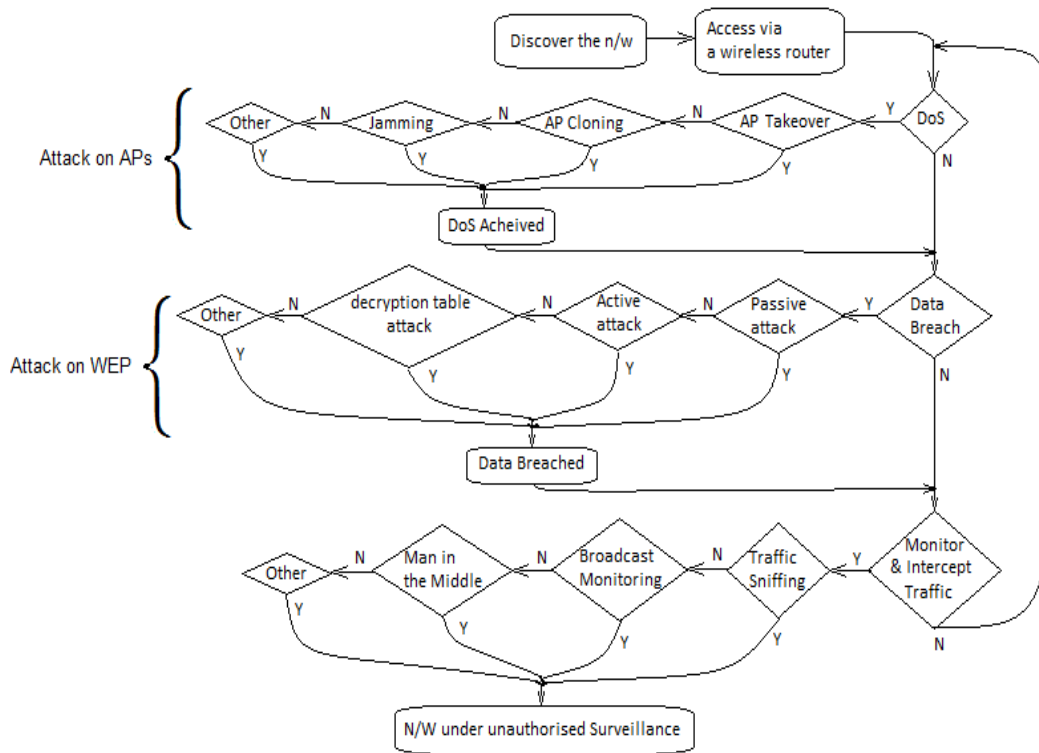 Discover the n/w
Access via
a wireless router
Other
N
Jamming
N
AP Cloning
N
AP Takeover
Y
DoS
Attack on APs
Y
Y
Y
Y
N
DoS Acheived
Other
N
decryption table
attack
N
Active
attack
N
Passive
attack
Y
Data
Breach
Attack on WEP
Y
Y
Y
Y
N
Data Breached
Other
N
Man in
the Middle
N
Broadcast
Monitoring
N
Traffic
Sniffing
Y
Monitor
& Intercept
Traffic
Y
Y
Y
Y
N
N/W under unauthorised Surveillance